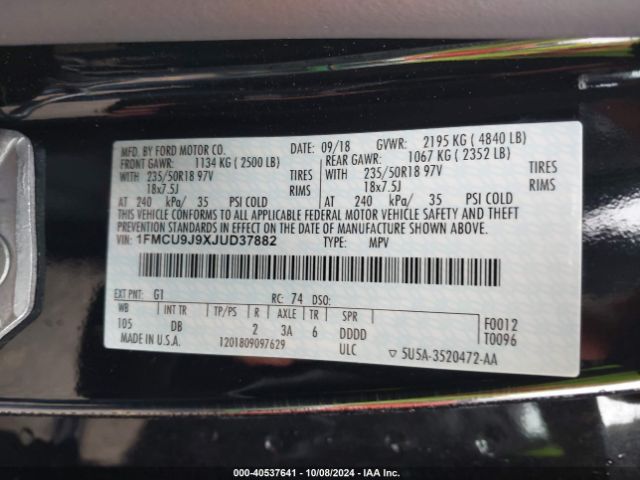 MFD. BY FORD MOTOR CO. 09/18 GVWR: 2195 KG ( 4840 LB)
FRONT GAWR: 1134 KG ( 2500 LB) REAR GAWR: 1067 KG ( 2352 LB)
WITH 235/50R18 97V TIRES WITH 235/50R18 97V TIRES
18x7.5J RIMS 18x7.5J RIMS
AT 240 kPa/ 35 PSI COLD AT 240 kPa/ 35 PSI COLD
THIS VEHICLE CONFORMS TO ALL APPLICABLE FEDERAL MOTOR VEHICLE SAFETY AND THEFT
PREVENTION STANDARDS IN EFFECT ON THE DATE OF MANUFACTURE SHOWN ABOVE.
VIN: 1FMCU9J9XJUD37882 TYPE: MPV
EXT PNT: G1 RC: 74 DSO:
WB INT TR TP/PS R AXLE TR SPR F0012
105 DB 2 3A 6 DDDD T0096
MADE IN U.S.A. 1201809097629 ULC ▽ 5U5A-3520472-AA
000-40537641 - 10/08/2024 - IAA Inc.